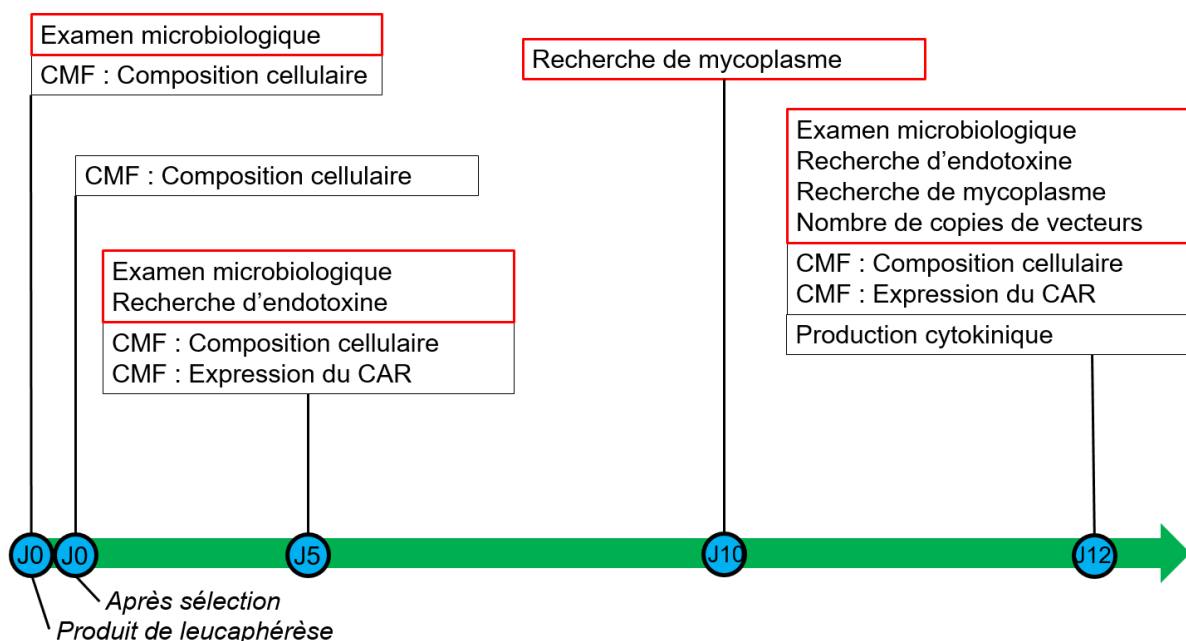 Examen microbiologique
CMF : Composition cellulaire
CMF : Composition cellulaire
Examen microbiologique
Recherche d’endotoxine
CMF : Composition cellulaire
CMF : Expression du CAR
Recherche de mycoplasme
Examen microbiologique
Recherche d’endotoxine
Recherche de mycoplasme
Nombre de copies de vecteurs
CMF : Composition cellulaire
CMF : Expression du CAR
Production cytokinique
J0
J0
J5
J10
J12
Après sélection
Produit de leucaphérèse